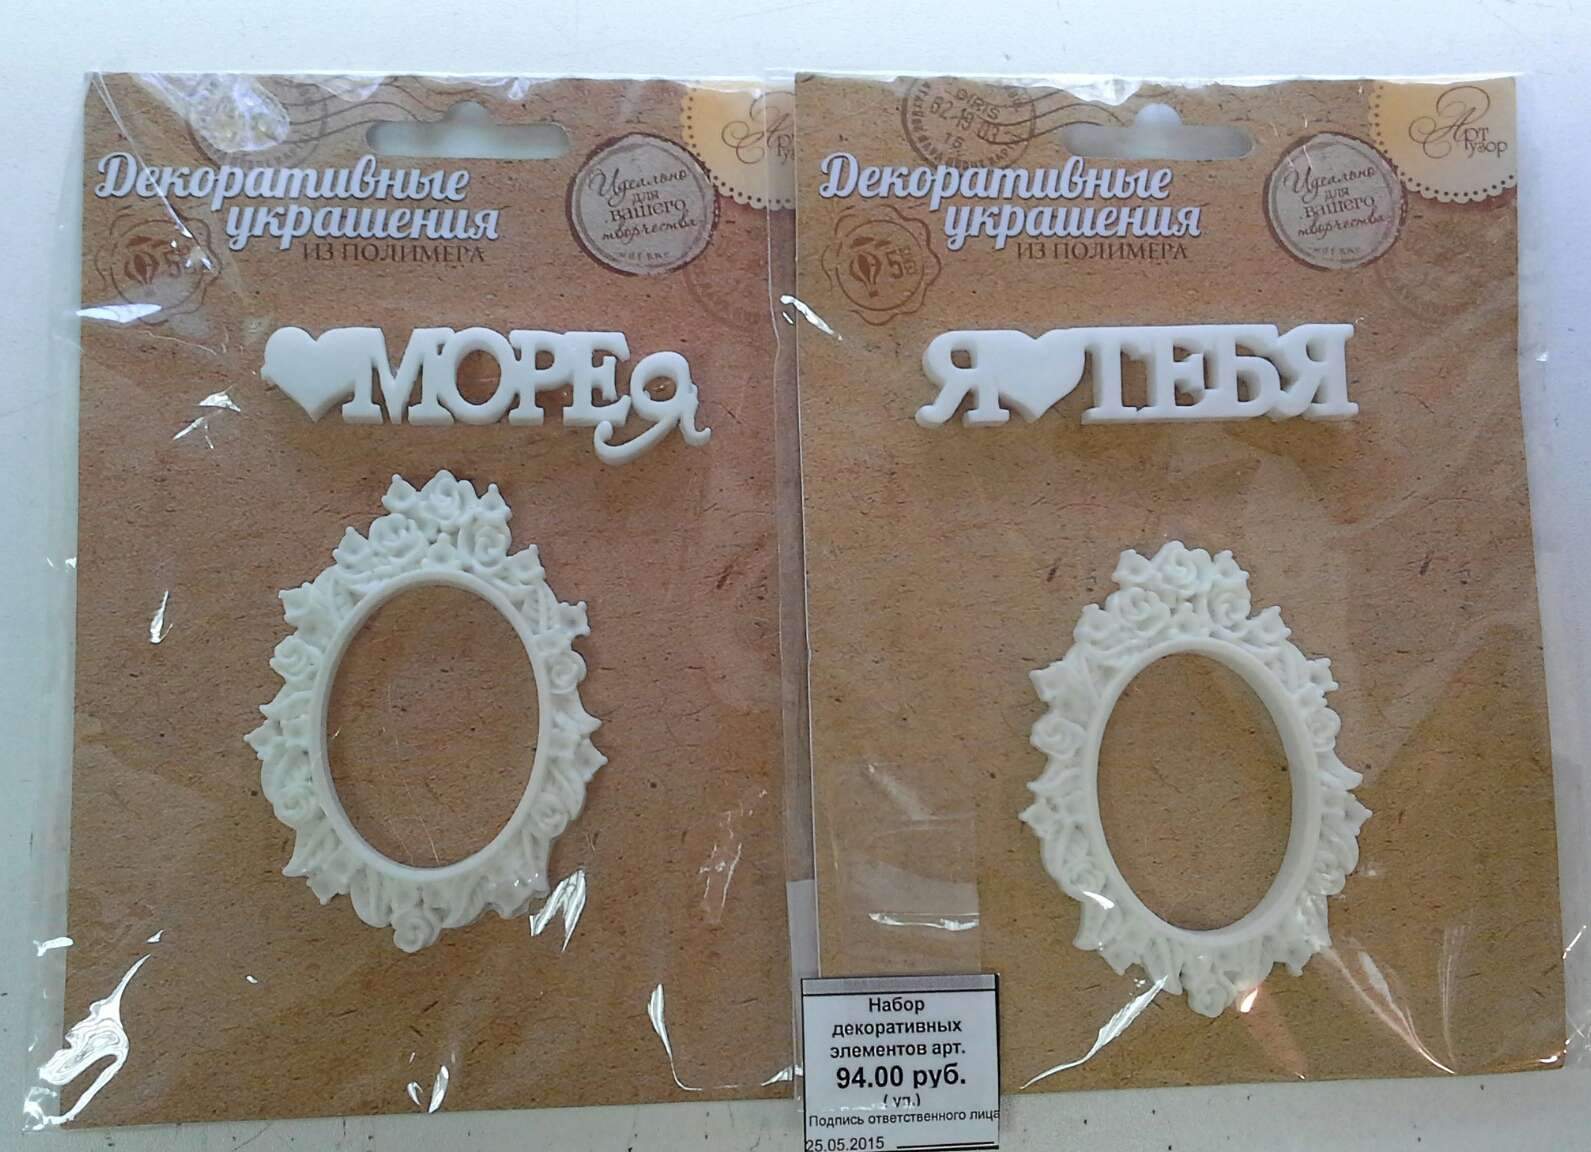 Декоративные
украшения
ИЗ ПОЛИМЕРА
Идеально
для
вашего
творчества
МОРЕЯ
Декоративные
украшения
ИЗ ПОЛИМЕРА
Идеально
для
вашего
творчества
Арт
Узор
Я ТЕБЯ
Набор
декоративных
элементов арт.
94.00 руб.
( уп.)
Подпись ответственного лица
25.05.2015